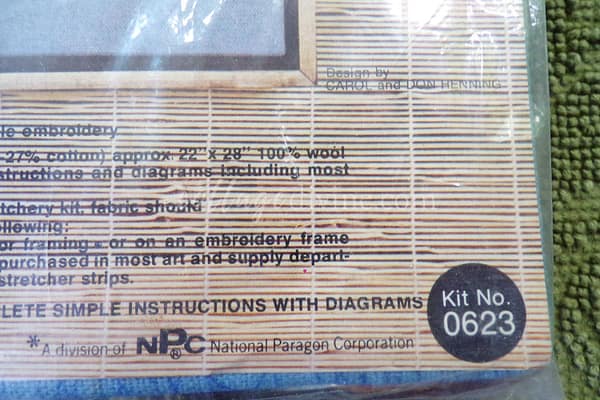 Design by
CAROL and DON HENNING
le embroidery
-27% cotton) approx. 22" x 28" 100% wool
structions and diagrams including most
tchery kit, fabric should
ollowing:
or framing - or on an embroidery frame
purchased in most art and supply depart-
stretcher strips.
PLETE SIMPLE INSTRUCTIONS WITH DIAGRAMS
Kit No.
0623
*A division of NPC® National Paragon Corporation